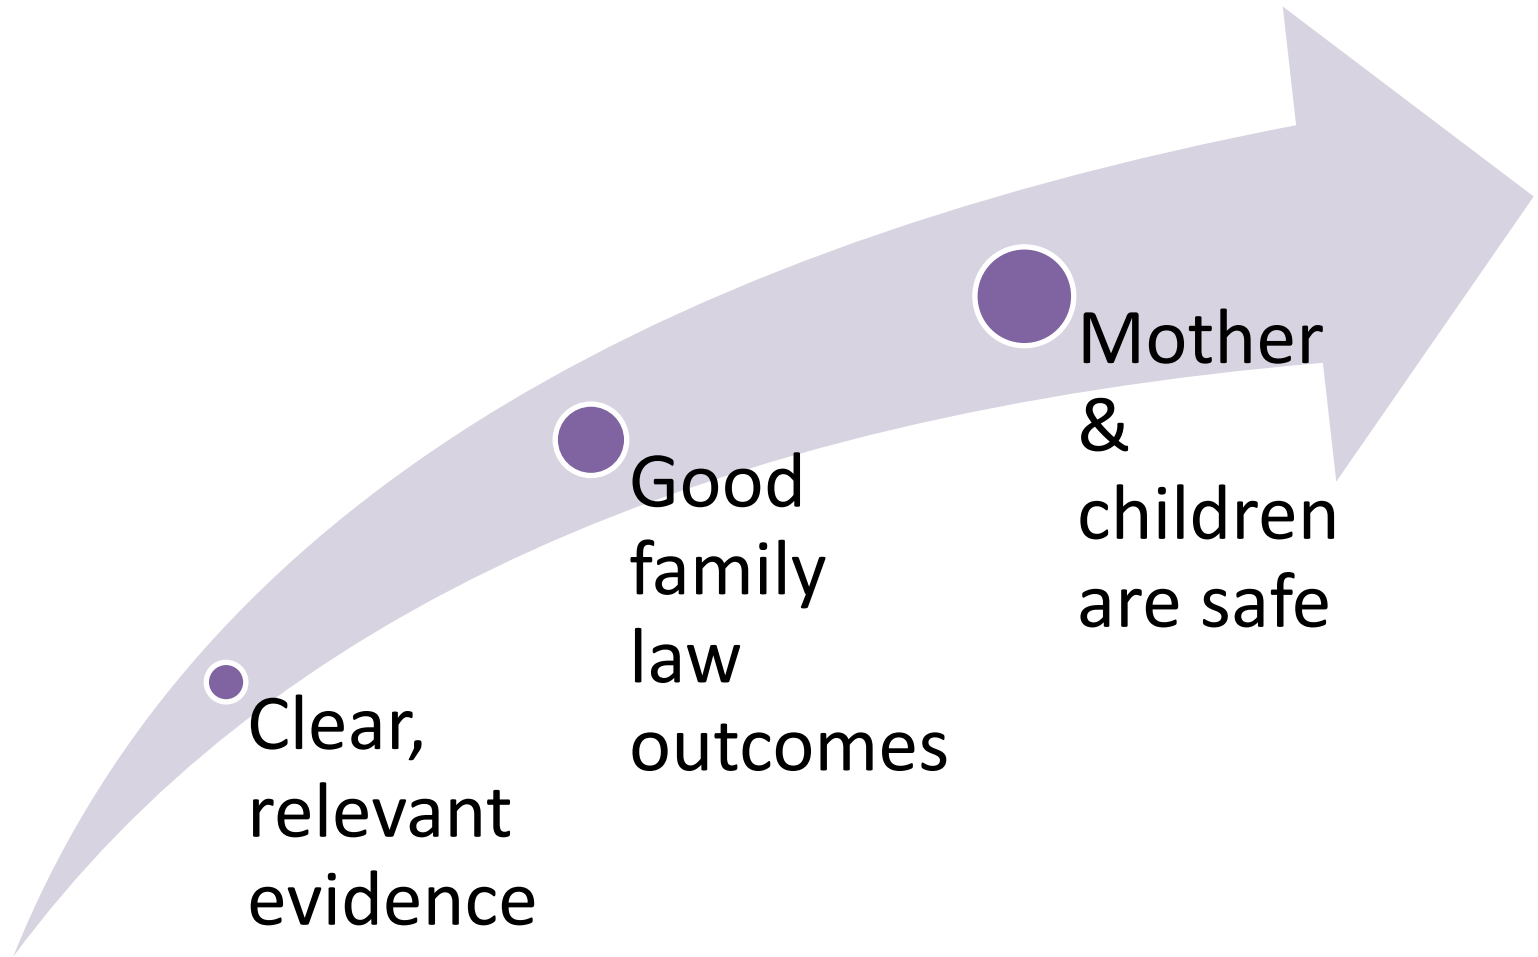 Clear,
relevant
evidence
Good
family
law
outcomes
Mother
&
children
are safe